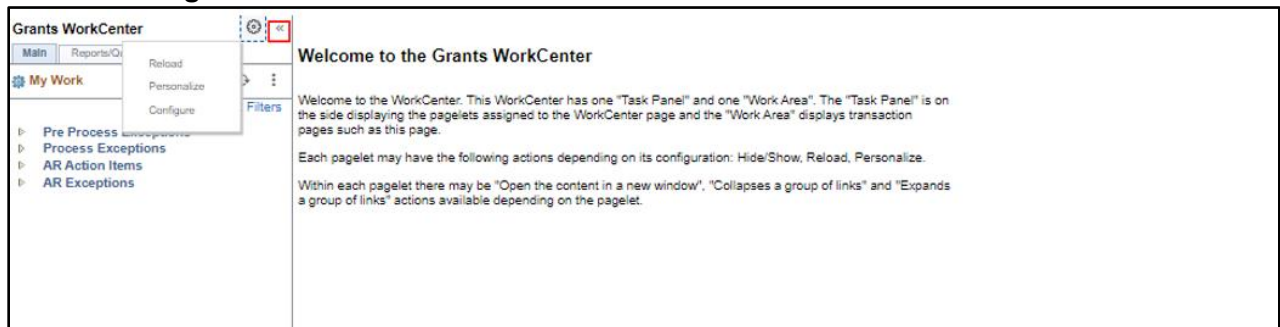 Grants WorkCenter
«
Main
Reports/Qu
Reload
Personalize
Configure
My Work
Filters
Pre Process Exceptions
Process Exceptions
AR Action Items
AR Exceptions
Welcome to the Grants WorkCenter
Welcome to the WorkCenter. This WorkCenter has one "Task Panel" and one "Work Area". The "Task Panel" is on
the side displaying the pagelets assigned to the WorkCenter page and the "Work Area" displays transaction
pages such as this page.
Each pagelet may have the following actions depending on its configuration: Hide/Show, Reload, Personalize.
Within each pagelet there may be "Open the content in a new window", "Collapses a group of links" and "Expands
a group of links" actions available depending on the pagelet.